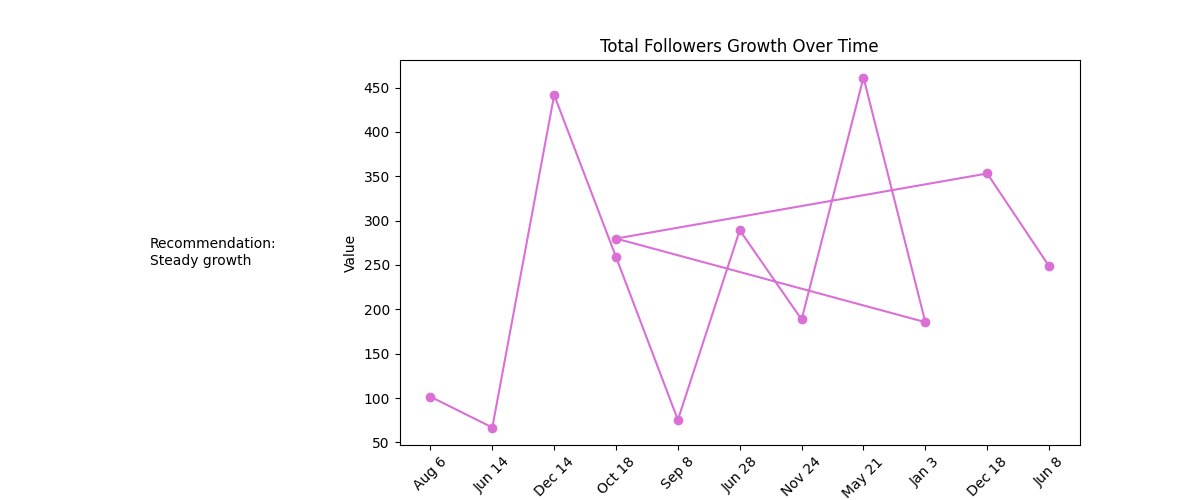 Total Followers Growth Over Time
Recommendation:
Steady growth
Value
450
400
350
300
250
200
150
100
50
Aug 6
Jun 14
Dec 14
Oct 18
Sep 8
Jun 28
Nov 24
May 21
Jan 3
Dec 18
Jun 8